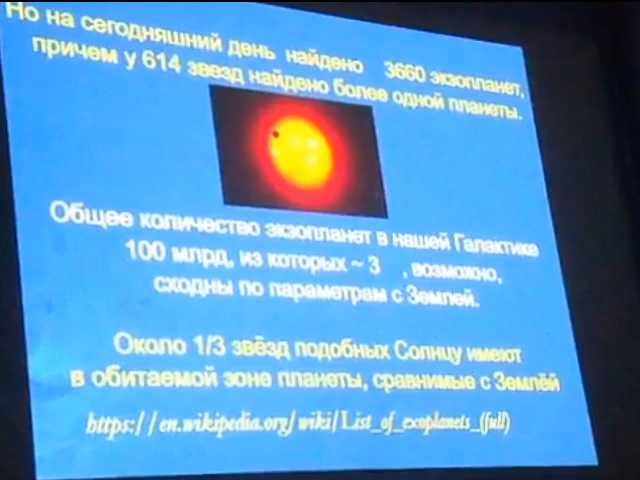 Но на сегодняшний день найдено 3660 экзопланет,
причем у 614 звезд найдено более одной планеты.
Общее количество экзопланет в нашей Галактике
100 млрд, из которых ~ 3 , возможно,
сходны по параметрам с Землей.
Около 1/3 звёзд подобных Солнцу имеют
в обитаемой зоне планеты, сравнимые с Землёй
https://en.wikipedia.org/wiki/List_of_exoplanets_(full)